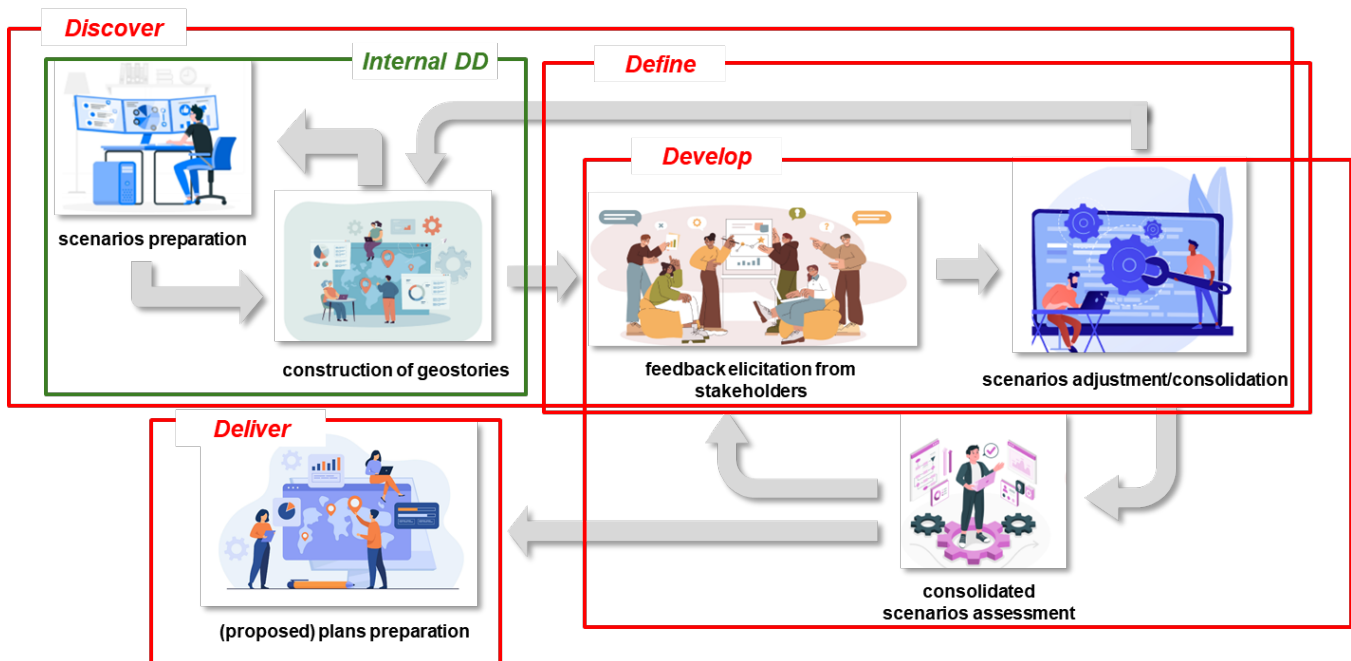 Discover
Internal DD
Define
Develop
scenarios preparation
construction of geostories
feedback elicitation from
stakeholders
scenarios adjustment/consolidation
Deliver
consolidated
scenarios assessment
(proposed) plans preparation